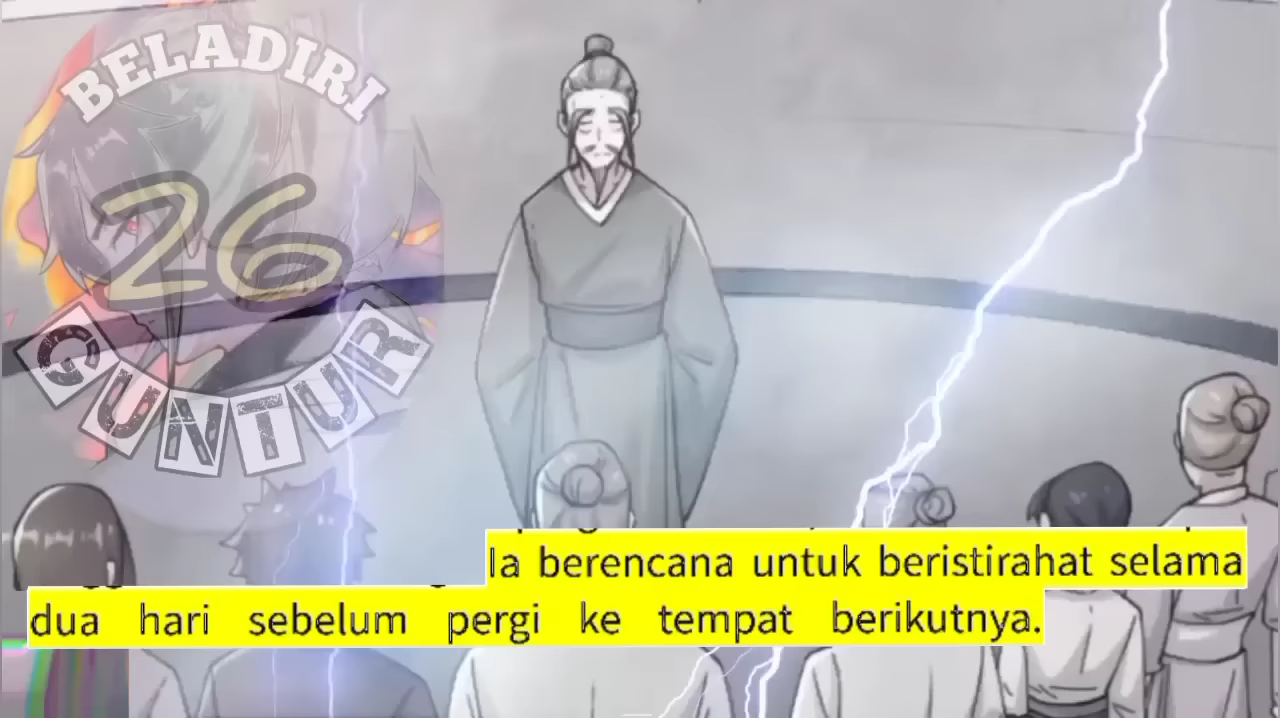 BELADIRI
26
GUNTUR
Ia berencana untuk beristirahat selama
dua hari sebelum pergi ke tempat berikutnya.